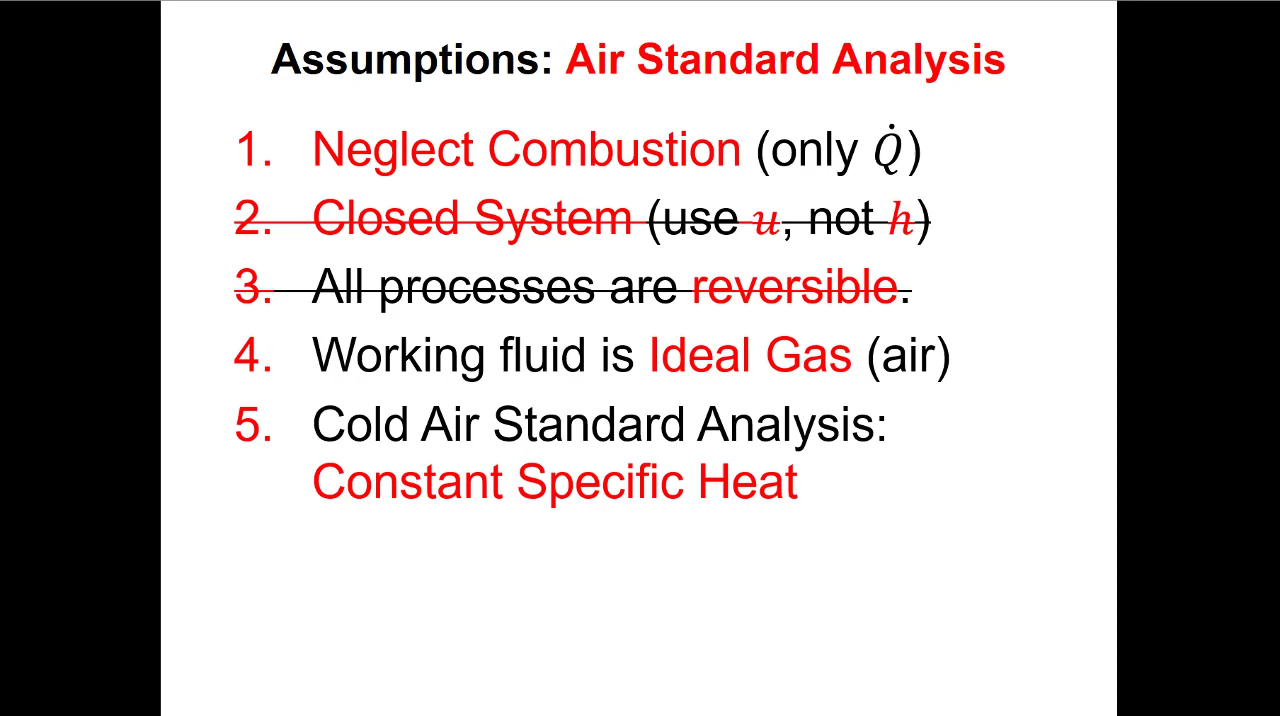 Assumptions: Air Standard Analysis
1. Neglect Combustion (only Q̇)
2. Closed System (use u, not h)
3. All processes are reversible.
4. Working fluid is Ideal Gas (air)
5. Cold Air Standard Analysis:
Constant Specific Heat